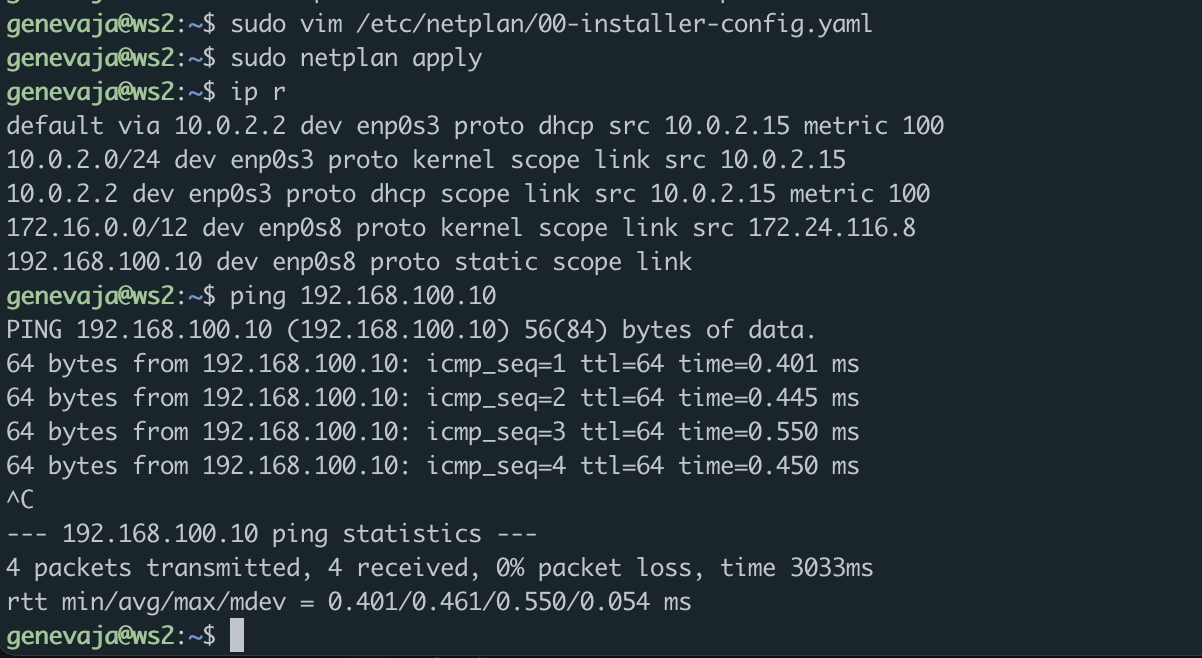 genevaja@ws2:~$ sudo vim /etc/netplan/00-installer-config.yaml
genevaja@ws2:~$ sudo netplan apply
genevaja@ws2:~$ ip r
default via 10.0.2.2 dev enp0s3 proto dhcp src 10.0.2.15 metric 100
10.0.2.0/24 dev enp0s3 proto kernel scope link src 10.0.2.15
10.0.2.2 dev enp0s3 proto dhcp scope link src 10.0.2.15 metric 100
172.16.0.0/12 dev enp0s8 proto kernel scope link src 172.24.116.8
192.168.100.10 dev enp0s8 proto static scope link
genevaja@ws2:~$ ping 192.168.100.10
PING 192.168.100.10 (192.168.100.10) 56(84) bytes of data.
64 bytes from 192.168.100.10: icmp_seq=1 ttl=64 time=0.401 ms
64 bytes from 192.168.100.10: icmp_seq=2 ttl=64 time=0.445 ms
64 bytes from 192.168.100.10: icmp_seq=3 ttl=64 time=0.550 ms
64 bytes from 192.168.100.10: icmp_seq=4 ttl=64 time=0.450 ms
^C
--- 192.168.100.10 ping statistics ---
4 packets transmitted, 4 received, 0% packet loss, time 3033ms
rtt min/avg/max/mdev = 0.401/0.461/0.550/0.054 ms
genevaja@ws2:~$